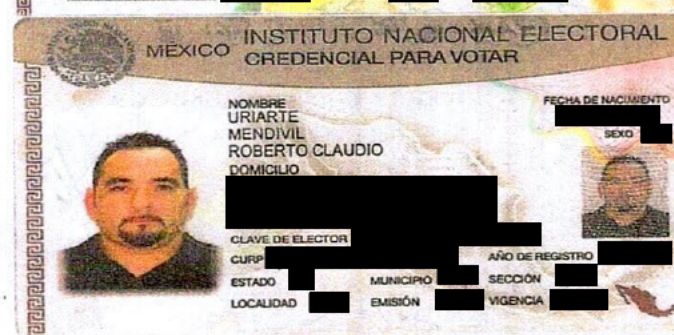 MÉXICO INSTITUTO NACIONAL ELECTORAL
CREDENCIAL PARA VOTAR
NOMBRE
URIARTE
MENDIVIL
ROBERTO CLAUDIO
DOMICILIO
FECHA DE NACIMIENTO
SEXO
CLAVE DE ELECTOR
CURP
AÑO DE REGISTRO
ESTADO
MUNICIPIO
SECCIÓN
LOCALIDAD
EMISIÓN
VIGENCIA